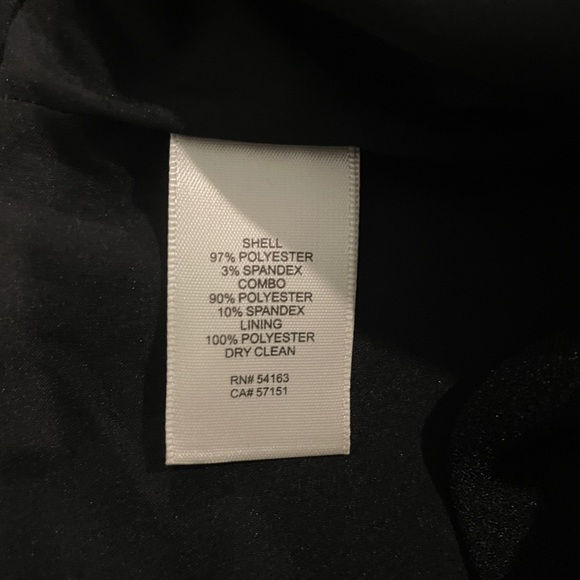 SHELL
97% POLYESTER
3% SPANDEX
COMBO
90% POLYESTER
10% SPANDEX
LINING
100% POLYESTER
DRY CLEAN
RN# 54163
CA# 57151